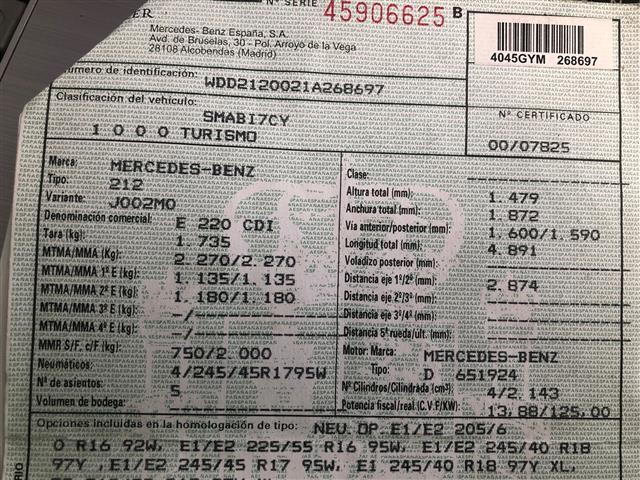 Nº SERIE 45906625 B
Mercedes- Benz España, S.A.
Avd. de Bruselas, 30 - Pol. Arroyo de la Vega
28108 Alcobendas (Madrid)
4045GYM 268697
Número de identificación: WDD2120021A268697
Clasificación del vehículo:
SMABI7CY
1 0 0 0 TURISMO
Nº CERTIFICADO
00/07825
Marca: MERCEDES-BENZ
Tipo: 212
Variante: J002M0
Denominación comercial: E 220 CDI
Tara (kg): 1.735
MTMA/MMA (Kg): 2.270/2.270
MTMA/MMA 1º E (kg): 1.135/1.135
MTMA/MMA 2º E (kg): 1.180/1.180
MTMA/MMA 3º E (kg): -/
MTMA/MMA 4º E (kg): -/
MMR S/F. c/F (kg): 750/2.000
Neumáticos: 4/245/45R1795W
Nº de asientos: 5
Volumen de bodega:
Clase:
Altura total (mm): 1.479
Anchura total (mm): 1.872
Via anterior/posterior (mm): 1.600/1.590
Longitud total (mm): 4.891
Voladizo posterior (mm):
Distancia eje 1º/2º (mm): 2.874
Distancia eje 2º/3º (mm):
Distancia eje 3º/4º (mm):
Distancia 5ª rueda/últ. (mm):
Motor: Marca: MERCEDES-BENZ
Tipo: D 651924
Nº Cilindros/Cilindrada (cm³) 4/2.143
Potencia fiscal/real (C.V.F/KW) 13,88/125,00
Opciones incluidas en la homologación de tipo: NEU. OP. E1/E2 205/6
0 R16 92W, E1/E2 225/55 R16 95W, E1/E2 245/40 R18
97Y , E1/E2 245/45 R17 95W, E1 245/40 R18 97Y XL,